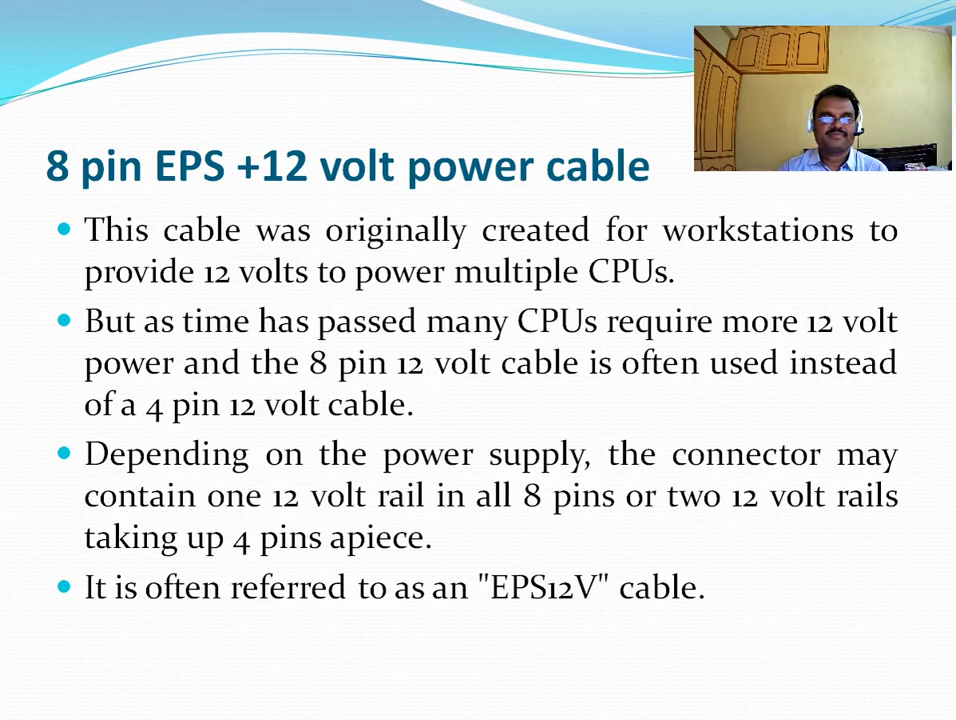 8 pin EPS +12 volt power cable
This cable was originally created for workstations to
provide 12 volts to power multiple CPUs.
But as time has passed many CPUs require more 12 volt
power and the 8 pin 12 volt cable is often used instead
of a 4 pin 12 volt cable.
Depending on the power supply, the connector may
contain one 12 volt rail in all 8 pins or two 12 volt rails
taking up 4 pins apiece.
It is often referred to as an "EPS12V" cable.